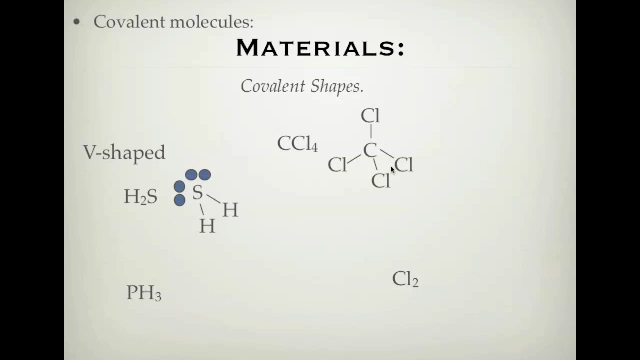 • Covalent molecules:
MATERIALS:
Covalent Shapes.
V-shaped
H₂S
S
H
H
CCl₄
Cl
C
Cl
Cl
Cl
PH₃
Cl₂